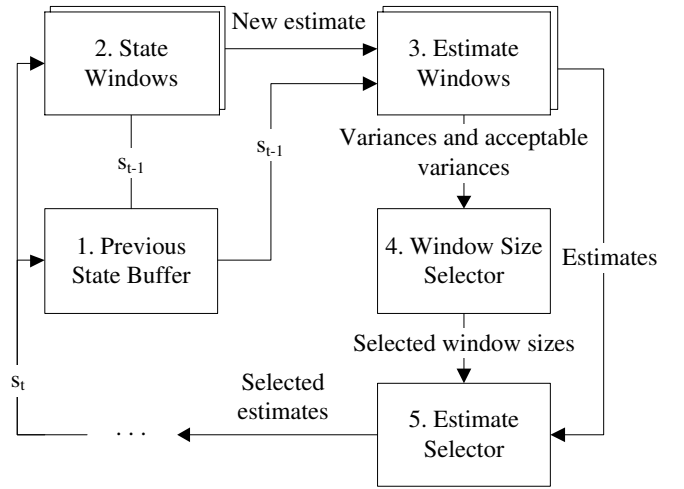 New estimate
2. State
Windows
3. Estimate
Windows
s_{t-1}
s_{t-1}
Variances and acceptable
variances
1. Previous
State Buffer
4. Window Size
Selector
Estimates
Selected window sizes
s_t
Selected
estimates
. . .
5. Estimate
Selector